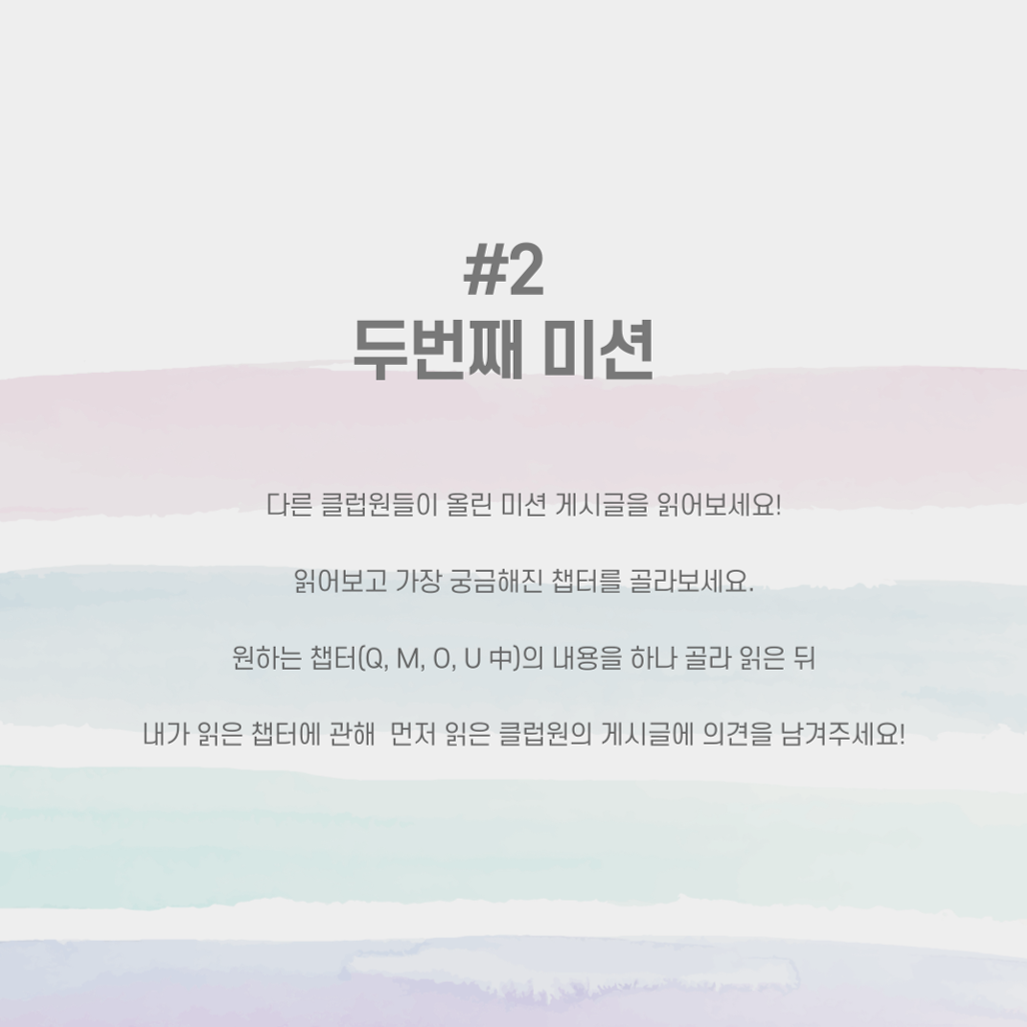 #2
두번째 미션
다른 클럽원들이 올린 미션 게시글을 읽어보세요!
읽어보고 가장 궁금해진 챕터를 골라보세요.
원하는 챕터(Q, M, O, U 中)의 내용을 하나 골라 읽은 뒤
내가 읽은 챕터에 관해  먼저 읽은 클럽원의 게시글에 의견을 남겨주세요!